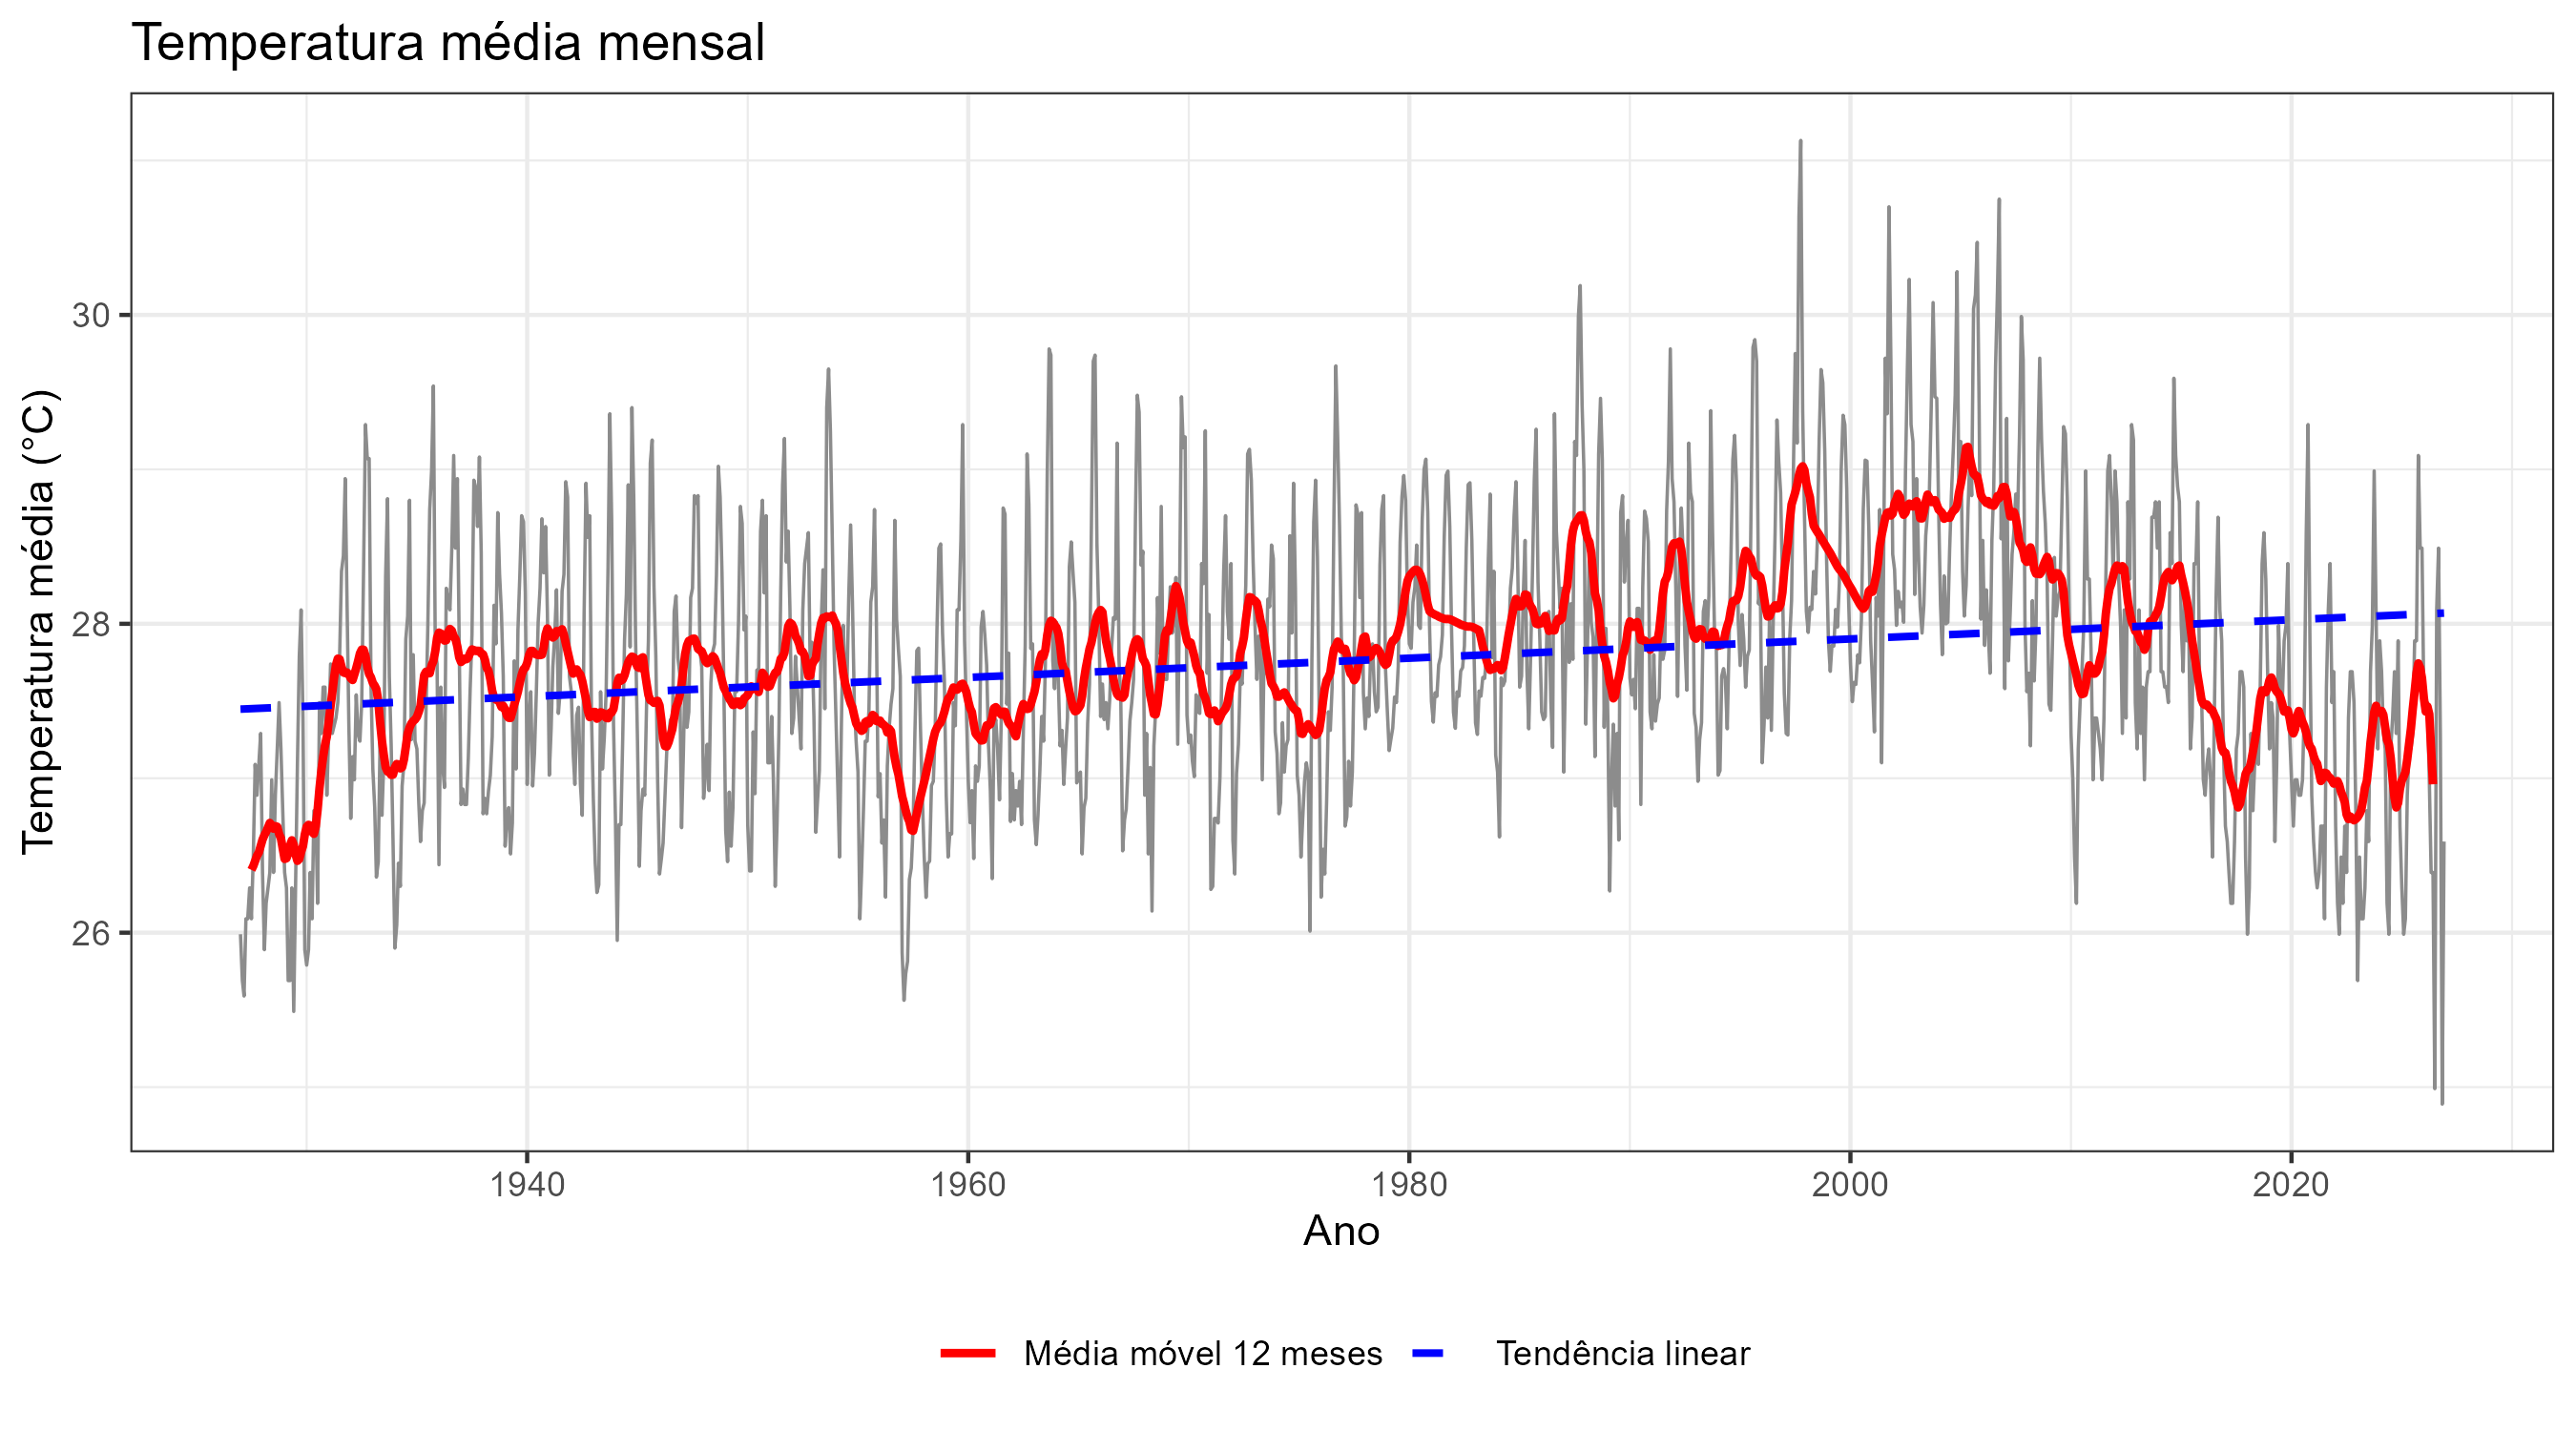 Temperatura média mensal
Temperatura média (°C)
30
28
26
1940 1960 1980 2000 2020
Ano
Média móvel 12 meses Tendência linear